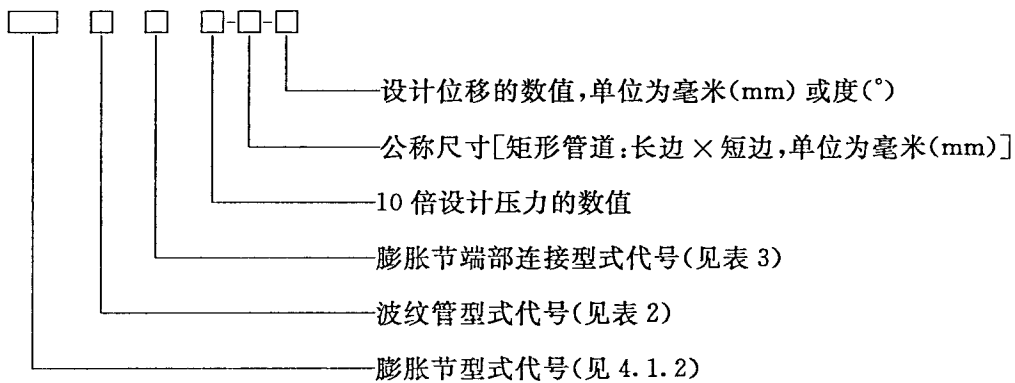 设计位移的数值,单位为毫米(mm)或度(°)
公称尺寸[矩形管道:长边×短边,单位为毫米(mm)]
10倍设计压力的数值
膨胀节端部连接型式代号(见表3)
波纹管型式代号(见表2)
膨胀节型式代号(见4.1.2)